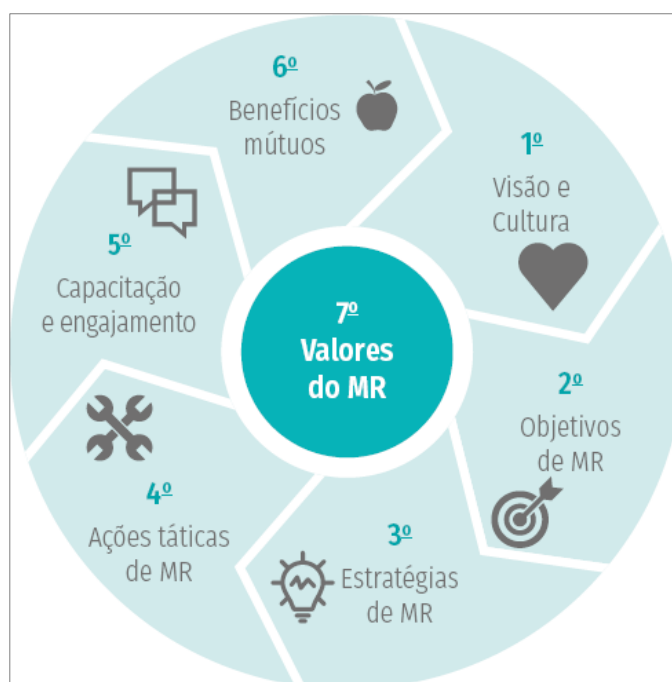 1º
Visão e
Cultura
2º
Objetivos
de MR
3º
Estratégias
de MR
4º
Ações táticas
de MR
5º
Capacitação
e engajamento
6º
Benefícios
mútuos
7º
Valores
do MR